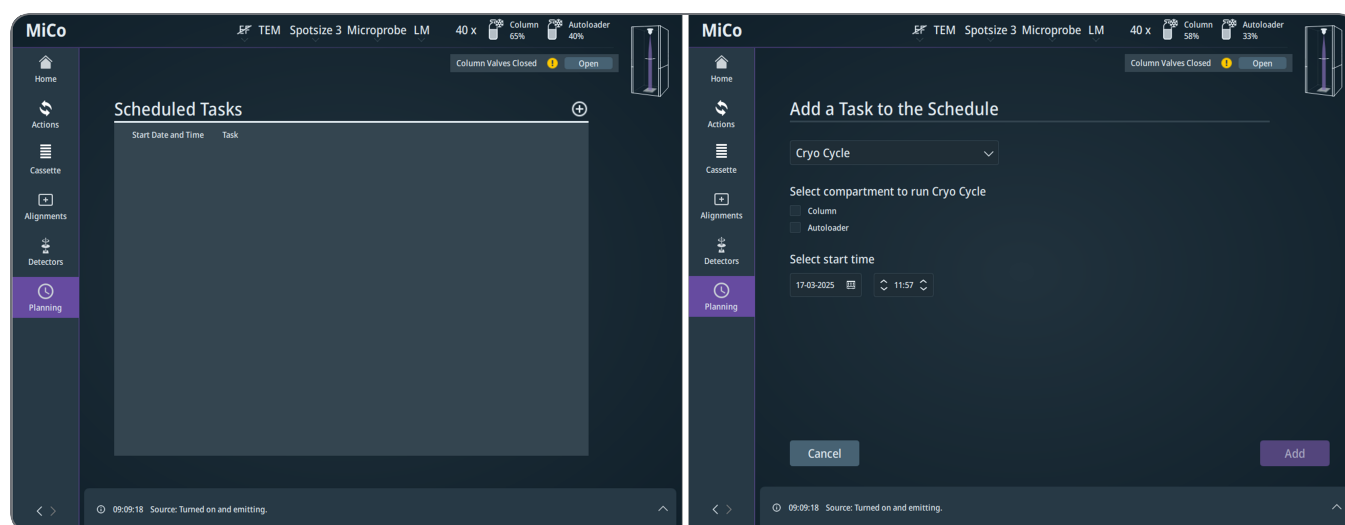 MiCo
EF TEM Spotsize 3 Microprobe LM 40 x Column 65% Autoloader 40%
Column Valves Closed ! Open
Home
Actions
Cassette
Alignments
Detectors
Planning
Scheduled Tasks
Start Date and Time Task
09:09:18 Source: Turned on and emitting.
MiCo
EF TEM Spotsize 3 Microprobe LM 40 x Column 58% Autoloader 33%
Column Valves Closed ! Open
Home
Actions
Cassette
Alignments
Detectors
Planning
Add a Task to the Schedule
Cryo Cycle
Select compartment to run Cryo Cycle
Column
Autoloader
Select start time
17-03-2025 11:57
Cancel Add
09:09:18 Source: Turned on and emitting.